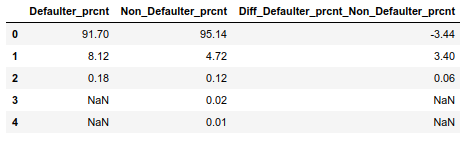 Defaulter_prcnt Non_Defaulter_prcnt Diff_Defaulter_prcnt_Non_Defaulter_prcnt
0 91.70 95.14 -3.44
1 8.12 4.72 3.40
2 0.18 0.12 0.06
3 NaN 0.02 NaN
4 NaN 0.01 NaN